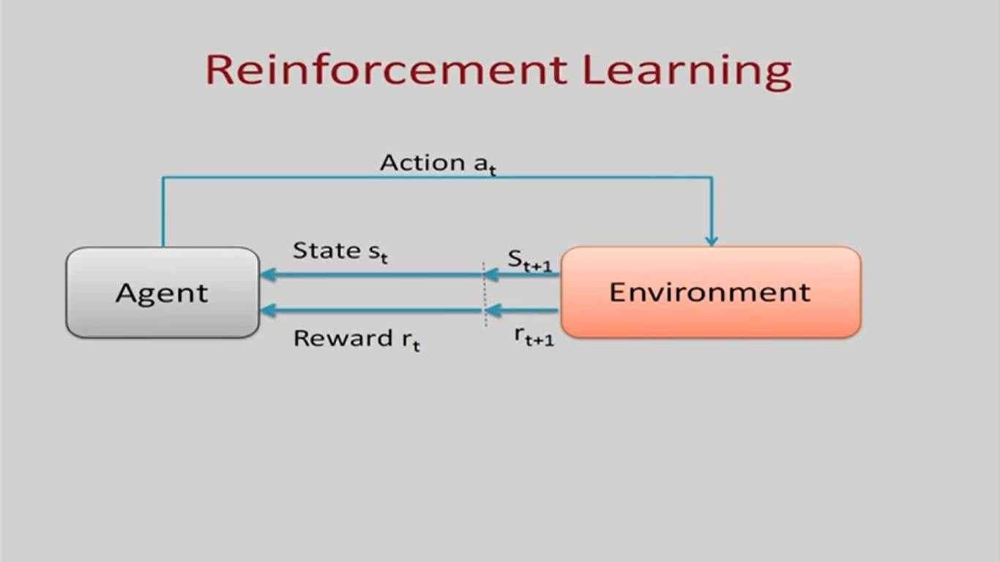 Reinforcement Learning
Action aₜ
State sₜ
Sₜ₊₁
Agent
Environment
Reward rₜ
rₜ₊₁